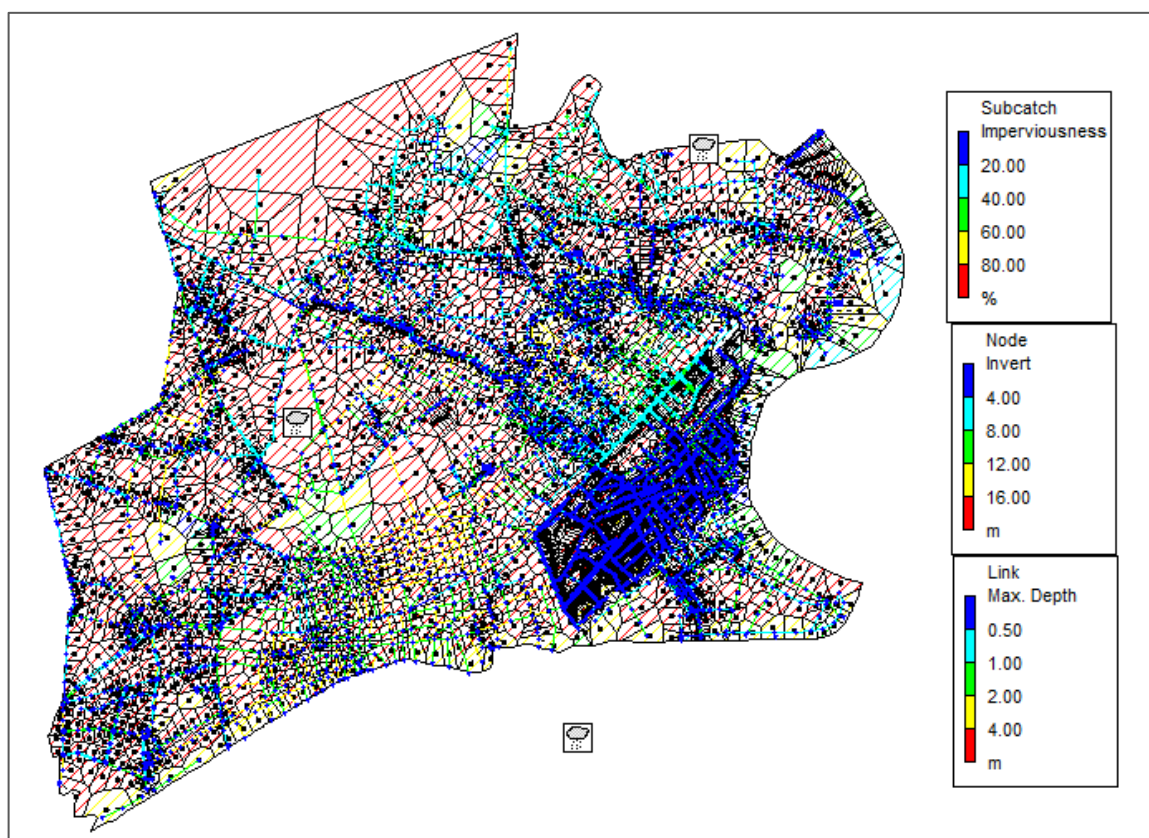 Subcatch
Imperviousness
20.00
40.00
60.00
80.00
%
Node
Invert
4.00
8.00
12.00
16.00
m
Link
Max. Depth
0.50
1.00
2.00
4.00
m